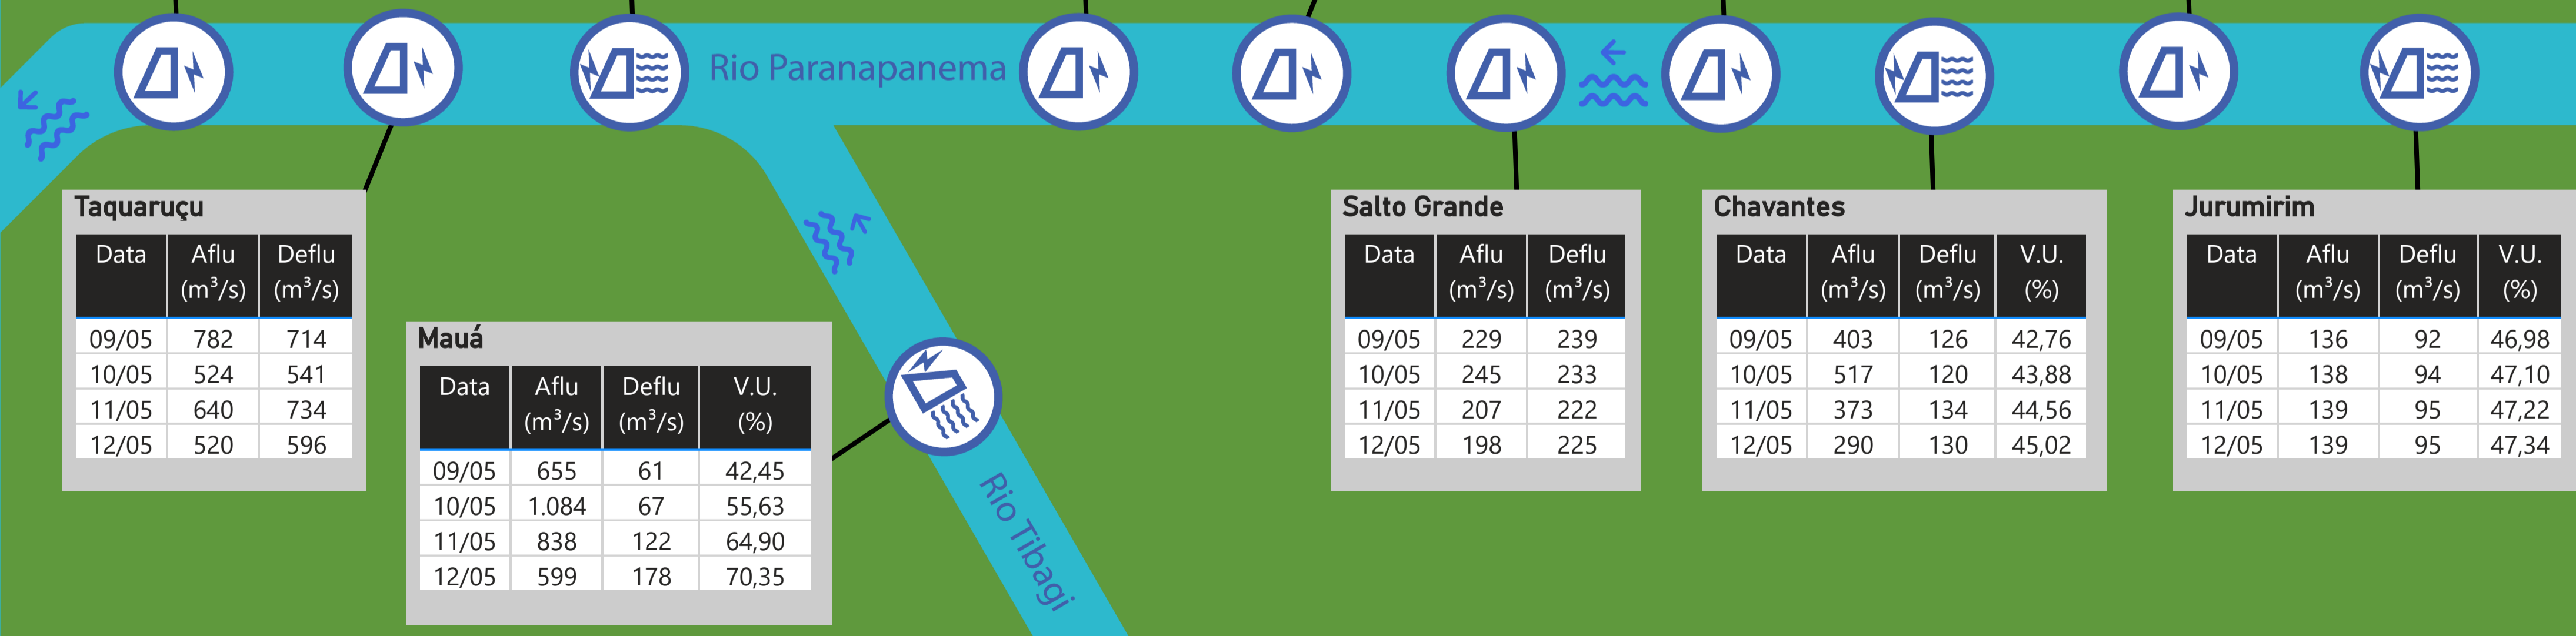 Rio Paranapanema
Taquaruçu
Data Aflu (m³/s) Deflu (m³/s)
09/05 782 714
10/05 524 541
11/05 640 734
12/05 520 596
Mauá
Data Aflu (m³/s) Deflu (m³/s) V.U. (%)
09/05 655 61 42,45
10/05 1.084 67 55,63
11/05 838 122 64,90
12/05 599 178 70,35
Rio Tibagi
Salto Grande
Data Aflu (m³/s) Deflu (m³/s)
09/05 229 239
10/05 245 233
11/05 207 222
12/05 198 225
Chavantes
Data Aflu (m³/s) Deflu (m³/s) V.U. (%)
09/05 403 126 42,76
10/05 517 120 43,88
11/05 373 134 44,56
12/05 290 130 45,02
Jurumirim
Data Aflu (m³/s) Deflu (m³/s) V.U. (%)
09/05 136 92 46,98
10/05 138 94 47,10
11/05 139 95 47,22
12/05 139 95 47,34